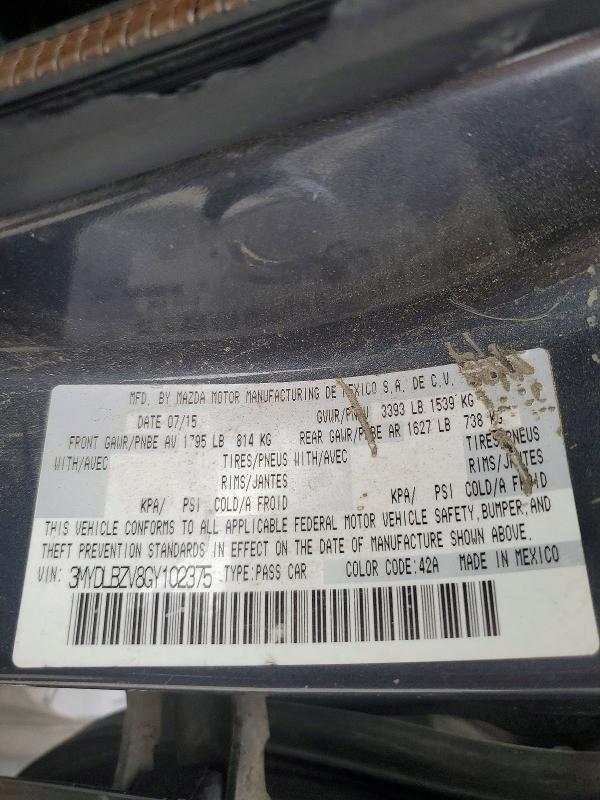 MFD. BY MAZDA MOTOR MANUFACTURING DE MEXICO S.A. DE C.V.
DATE 07/15 GVWR/PNBV 3393 LB 1539 KG
FRONT GAWR/PNBE AV 1795 LB 814 KG REAR GAWR/PNBE AR 1627 LB 738 KG
WITH/AVEC TIRES/PNEUS WITH/AVEC TIRES/PNEUS
RIMS/JANTES RIMS/JANTES
KPA/ PSI COLD/A FROID KPA/ PSI COLD/A FROID
THIS VEHICLE CONFORMS TO ALL APPLICABLE FEDERAL MOTOR VEHICLE SAFETY, BUMPER, AND
THEFT PREVENTION STANDARDS IN EFFECT ON THE DATE OF MANUFACTURE SHOWN ABOVE.
VIN: 3MYDLBZV8GY102375 TYPE:PASS CAR COLOR CODE:42A MADE IN MEXICO